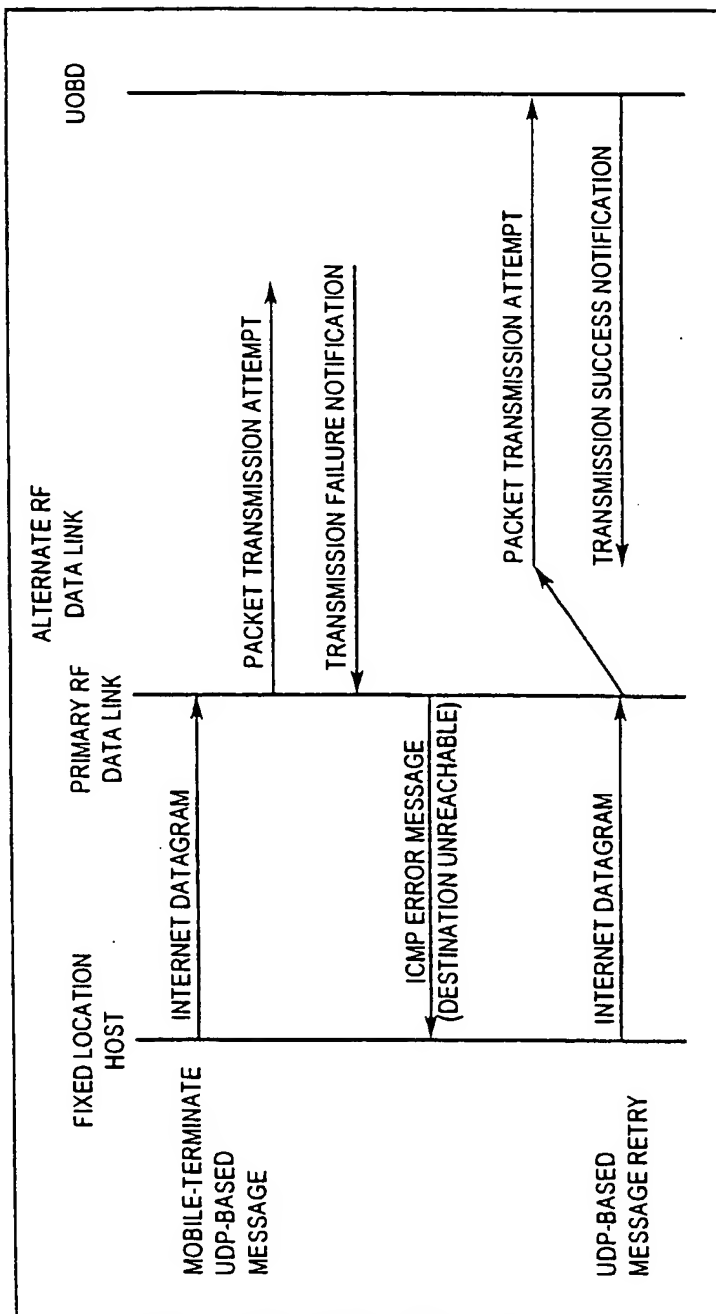 FIXED LOCATION
HOST
PRIMARY RF
DATA LINK
ALTERNATE RF
DATA LINK
UOBD
MOBILE-TERMINATE
UDP-BASED
MESSAGE
INTERNET DATAGRAM
PACKET TRANSMISSION ATTEMPT
TRANSMISSION FAILURE NOTIFICATION
ICMP ERROR MESSAGE
(DESTINATION UNREACHABLE)
UDP-BASED
MESSAGE RETRY
INTERNET DATAGRAM
PACKET TRANSMISSION ATTEMPT
TRANSMISSION SUCCESS NOTIFICATION